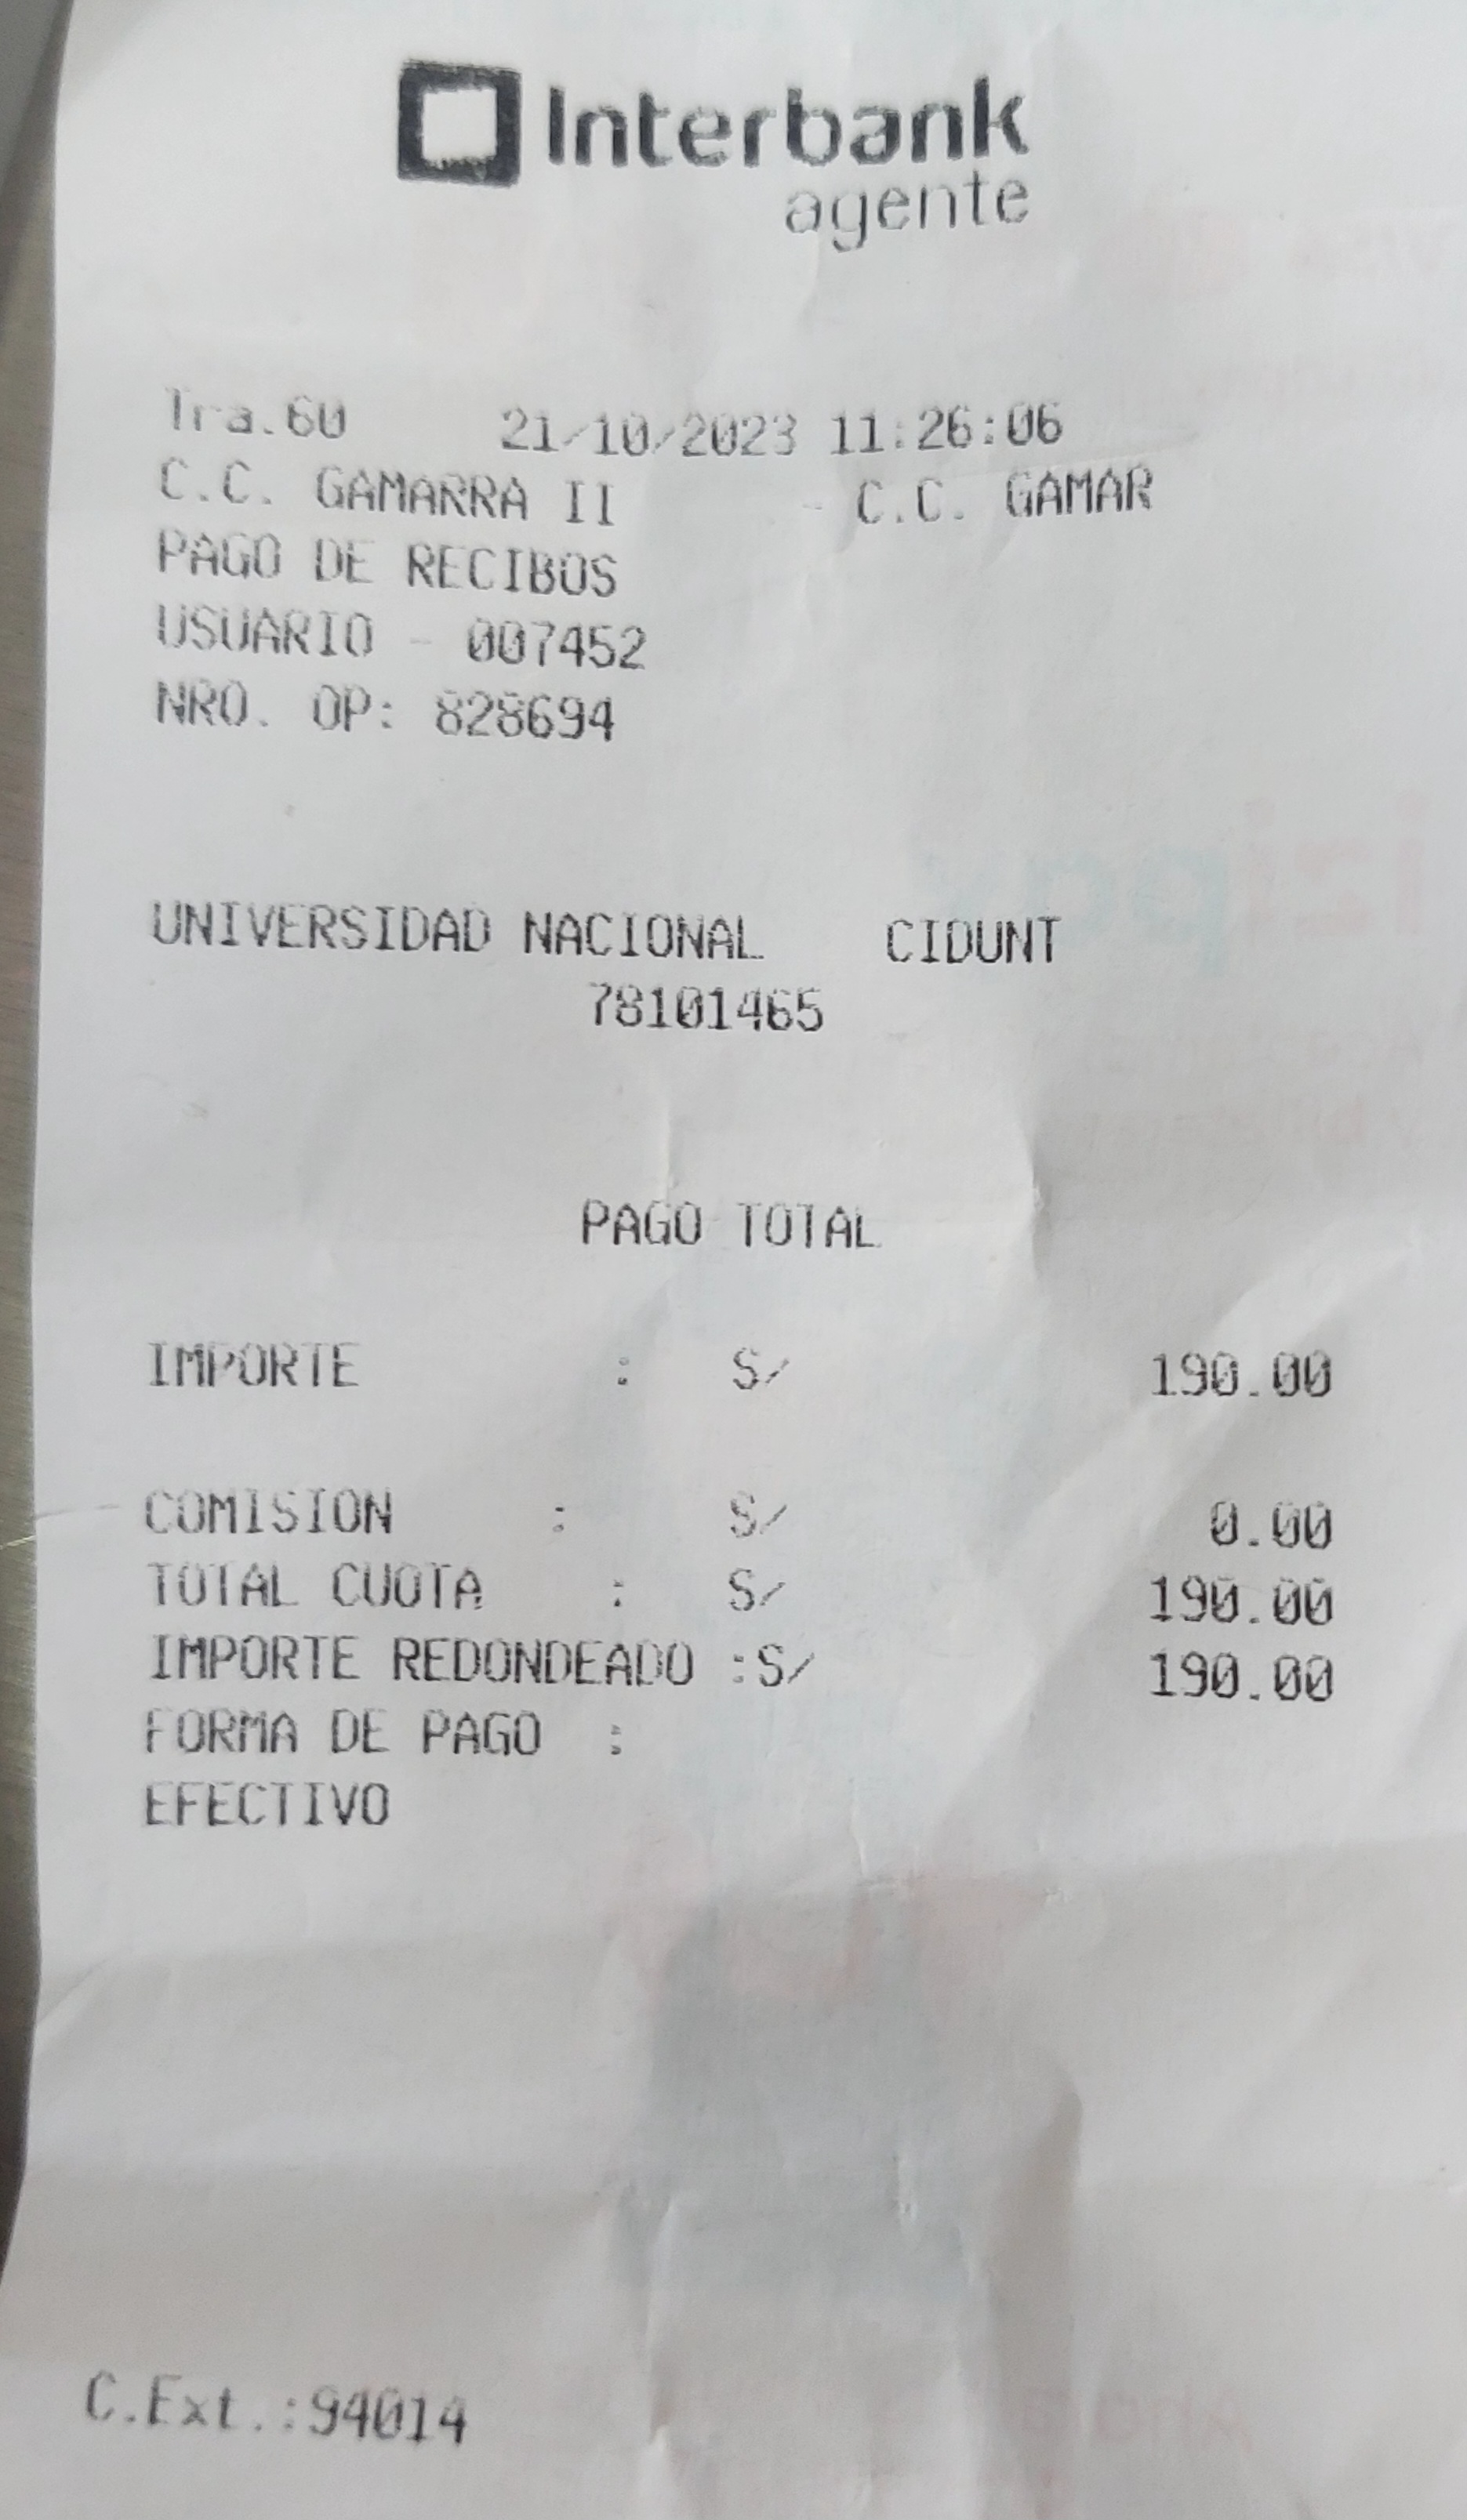 Interbank
agente
Tra.60 21/10/2023 11:26:06
C.C. GAMARRA II - C.C. GAMAR
PAGO DE RECIBOS
USUARIO - 007452
NRO. OP: 828694
UNIVERSIDAD NACIONAL CIDUNT
78101465
PAGO TOTAL
IMPORTE : S/ 190.00
COMISION : S/ 0.00
TOTAL CUOTA : S/ 190.00
IMPORTE REDONDEADO :S/ 190.00
FORMA DE PAGO :
EFECTIVO
C.Ext.:94014